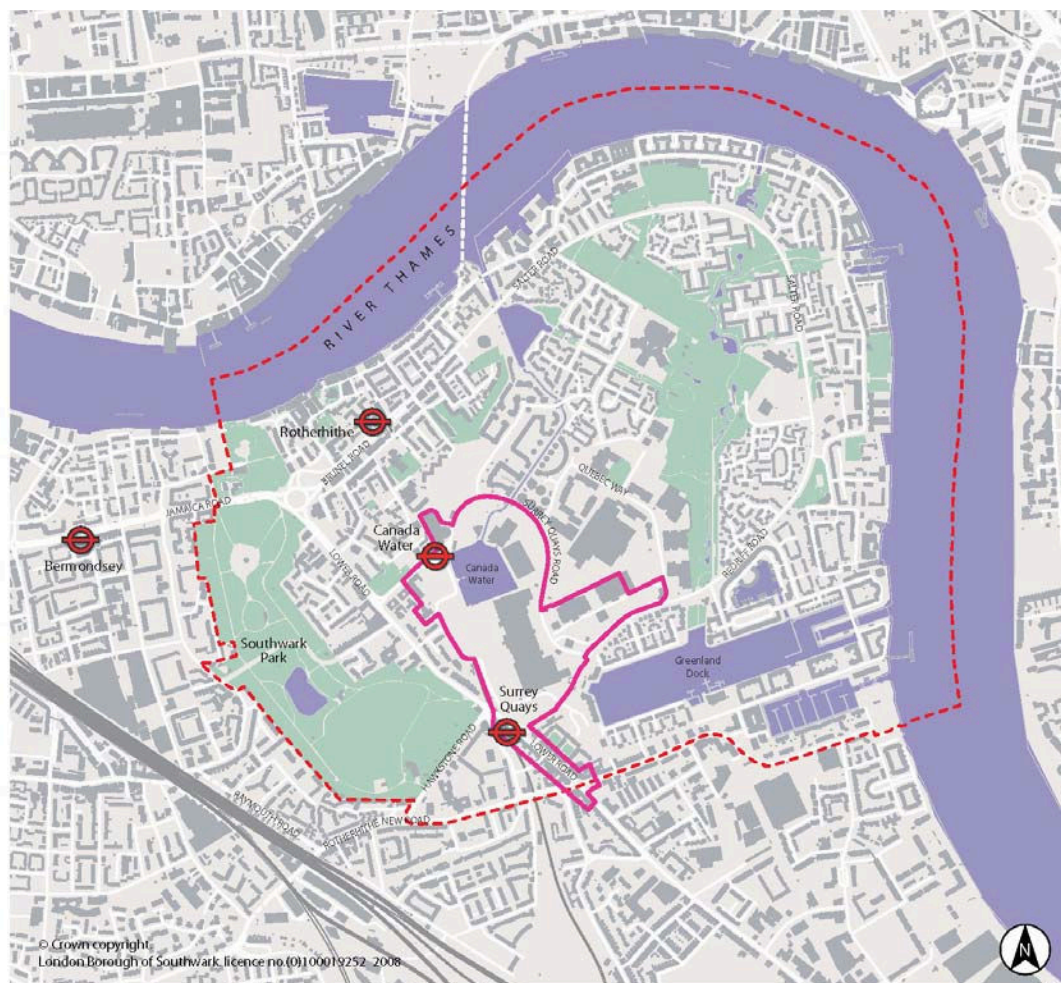 RIVER THAMES
SALTER ROAD
SALTER ROAD
Rotherhithe
BRUNEL ROAD
JAMAICA ROAD
Bermondsey
Canada
Water
Canada
Water
QUEBEC WAY
SURREY QUAYS ROAD
LOWER ROAD
REDRIFF ROAD
Southwark
Park
Greenland
Dock
Surrey
Quays
LOWER ROAD
HAWKSTONE ROAD
RAYMOUTH ROAD
ROTHERHITHE NEW ROAD
© Crown copyright
London Borough of Southwark. licence no.(0)100019252 2008
N